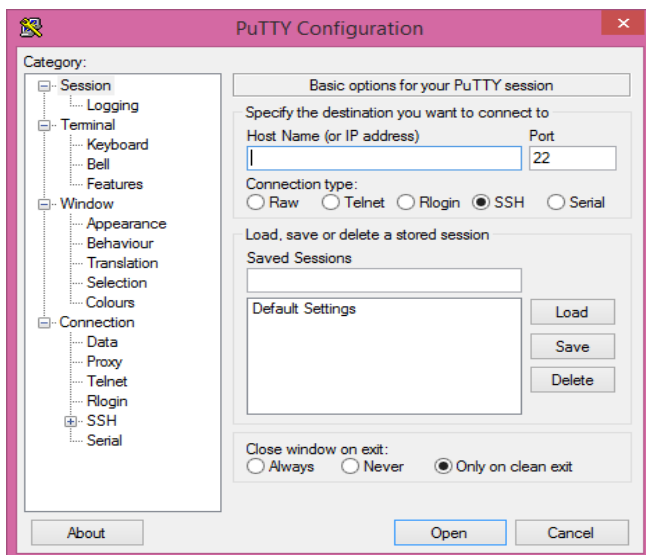 PuTTY Configuration
Category:
Session
Logging
Terminal
Keyboard
Bell
Features
Window
Appearance
Behaviour
Translation
Selection
Colours
Connection
Data
Proxy
Telnet
Rlogin
SSH
Serial
Basic options for your PuTTY session
Specify the destination you want to connect to
Host Name (or IP address) Port
22
Connection type:
Raw Telnet Rlogin SSH Serial
Load, save or delete a stored session
Saved Sessions
Default Settings
Load
Save
Delete
Close window on exit:
Always Never Only on clean exit
About Open Cancel